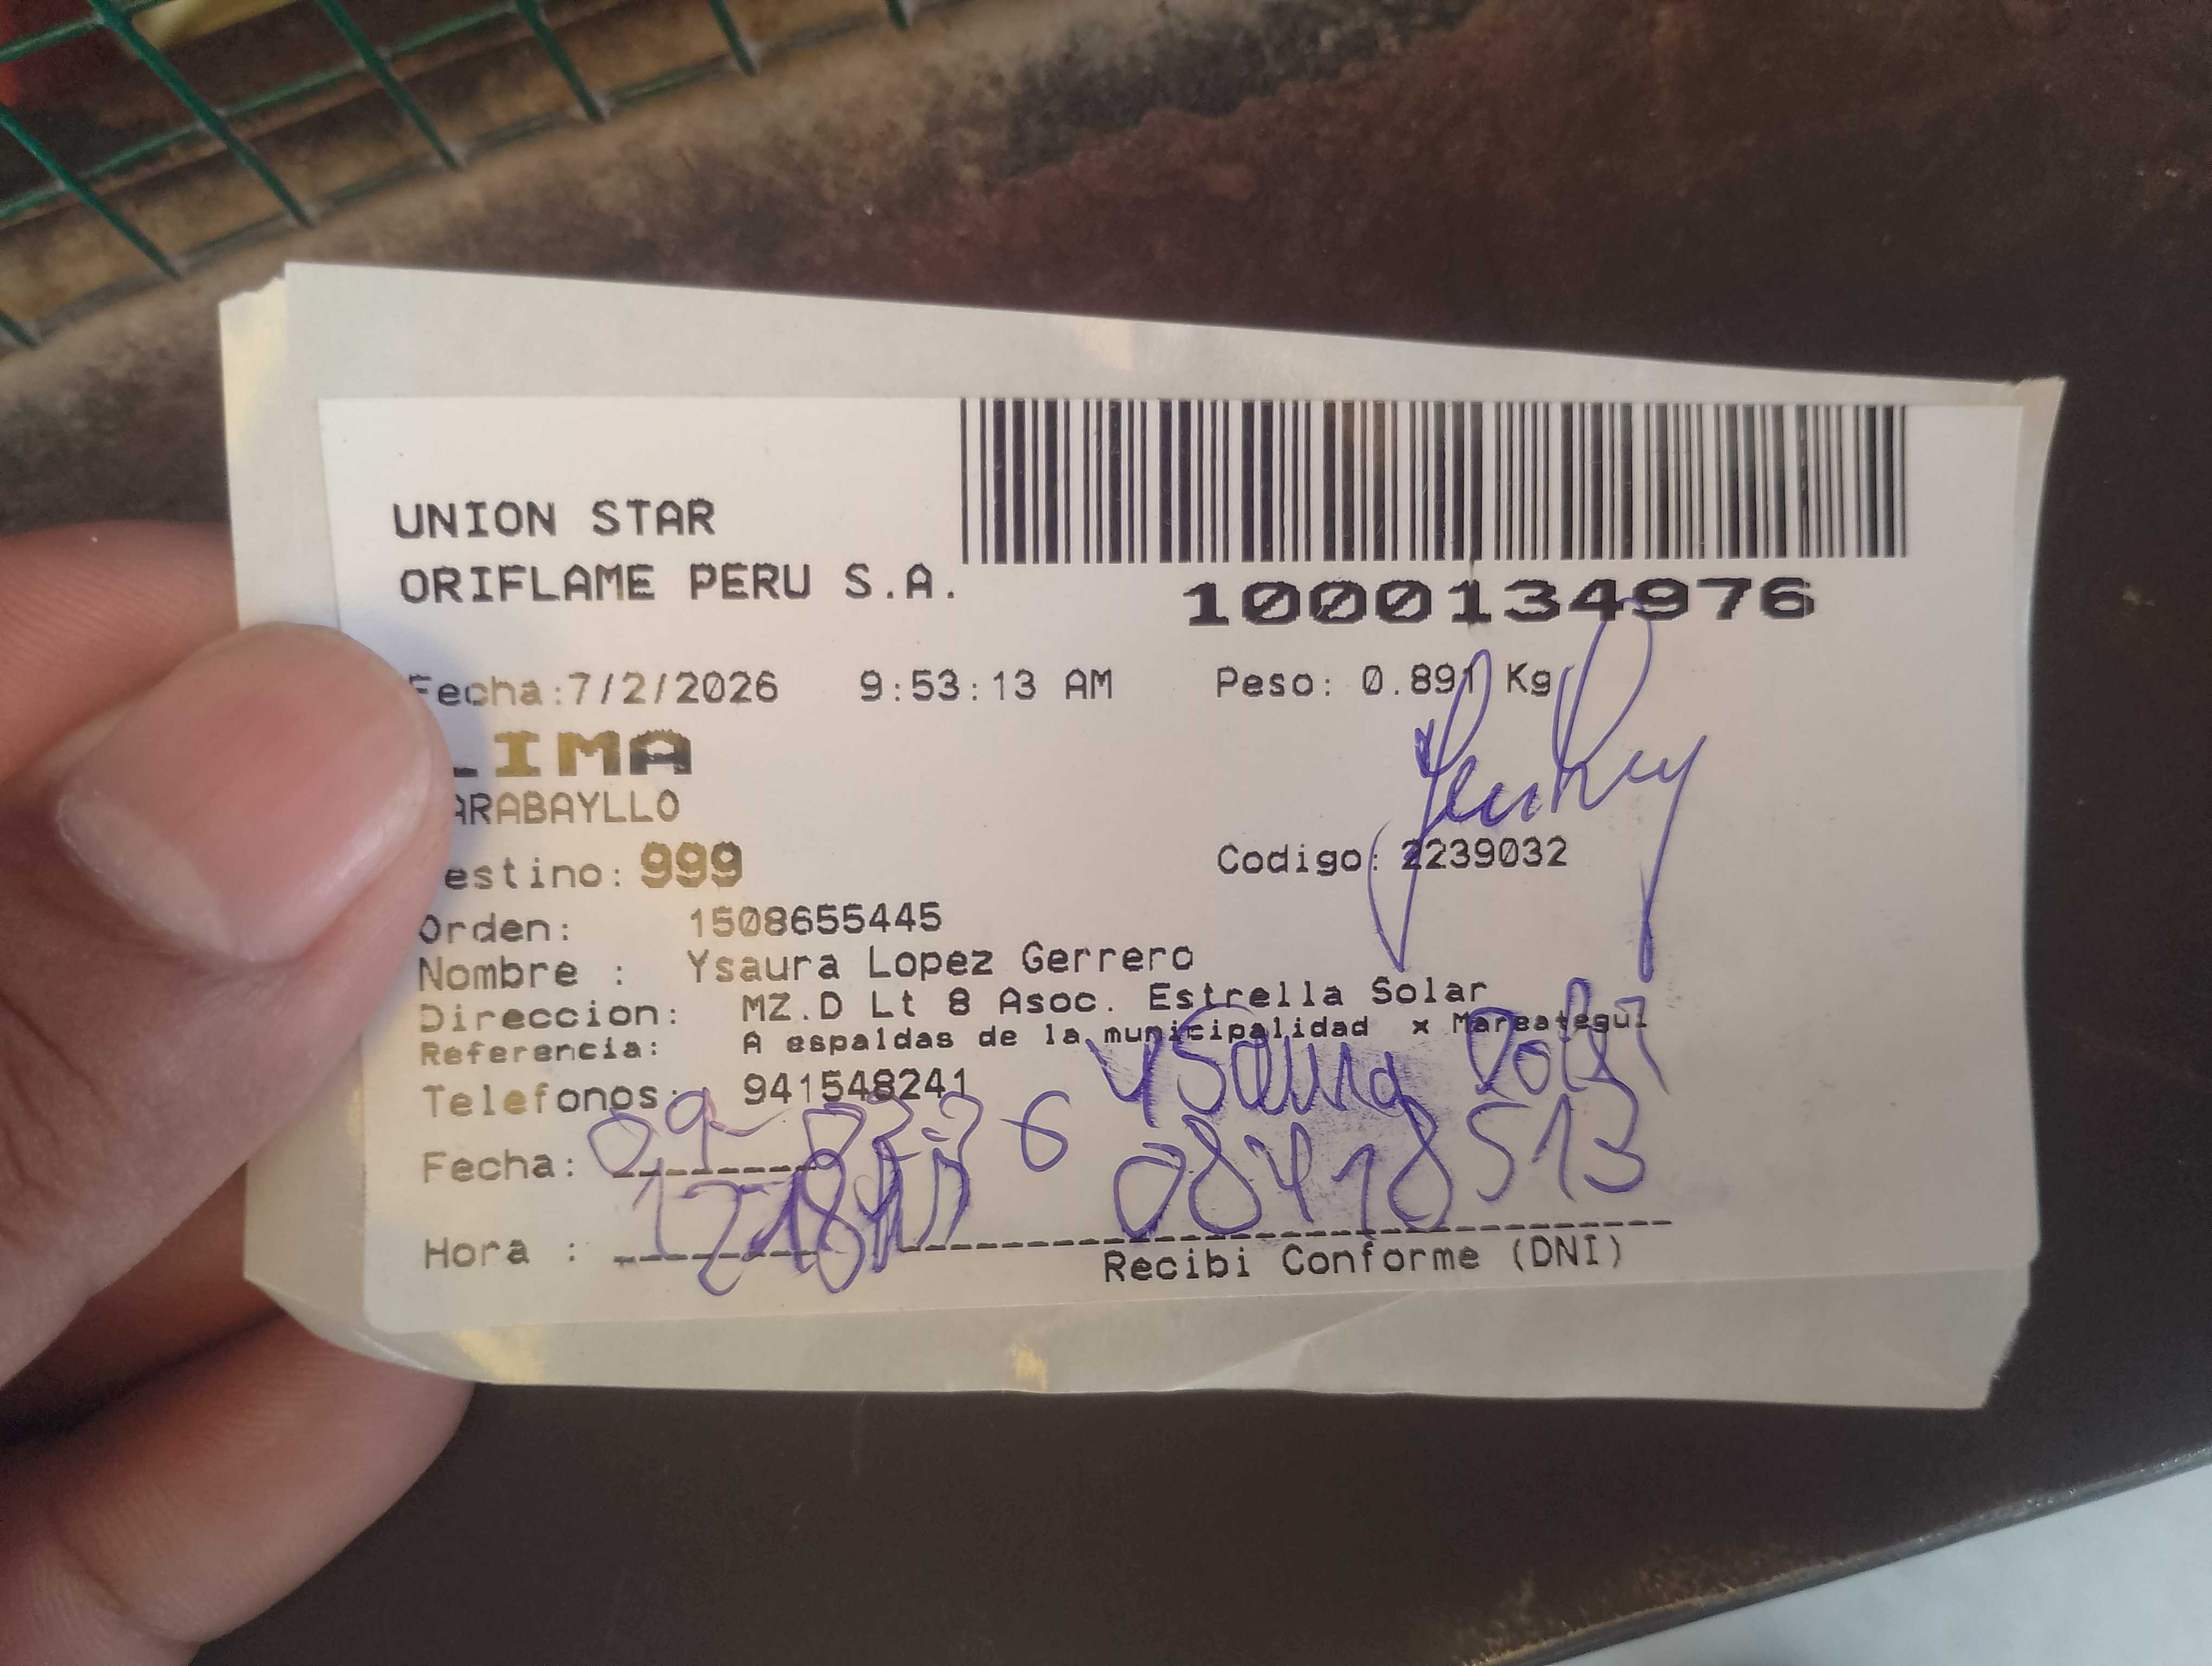 UNION STAR
ORIFLAME PERU S.A.
1000134976
Fecha:7/2/2026 9:53:13 AM Peso: 0.891 Kg
LIMA
ARABAYLLO
estino: 999 Codigo: 2239032
Orden: 1508655445
Nombre : Ysaura Lopez Gerrero
Direccion: MZ.D Lt 8 Asoc. Estrella Solar
Referencia: A espaldas de la municipalidad x Mareategui
Telefonos: 941548241
Ysaura
Fecha: 09-
08418513
Hora :
Recibi Conforme (DNI)